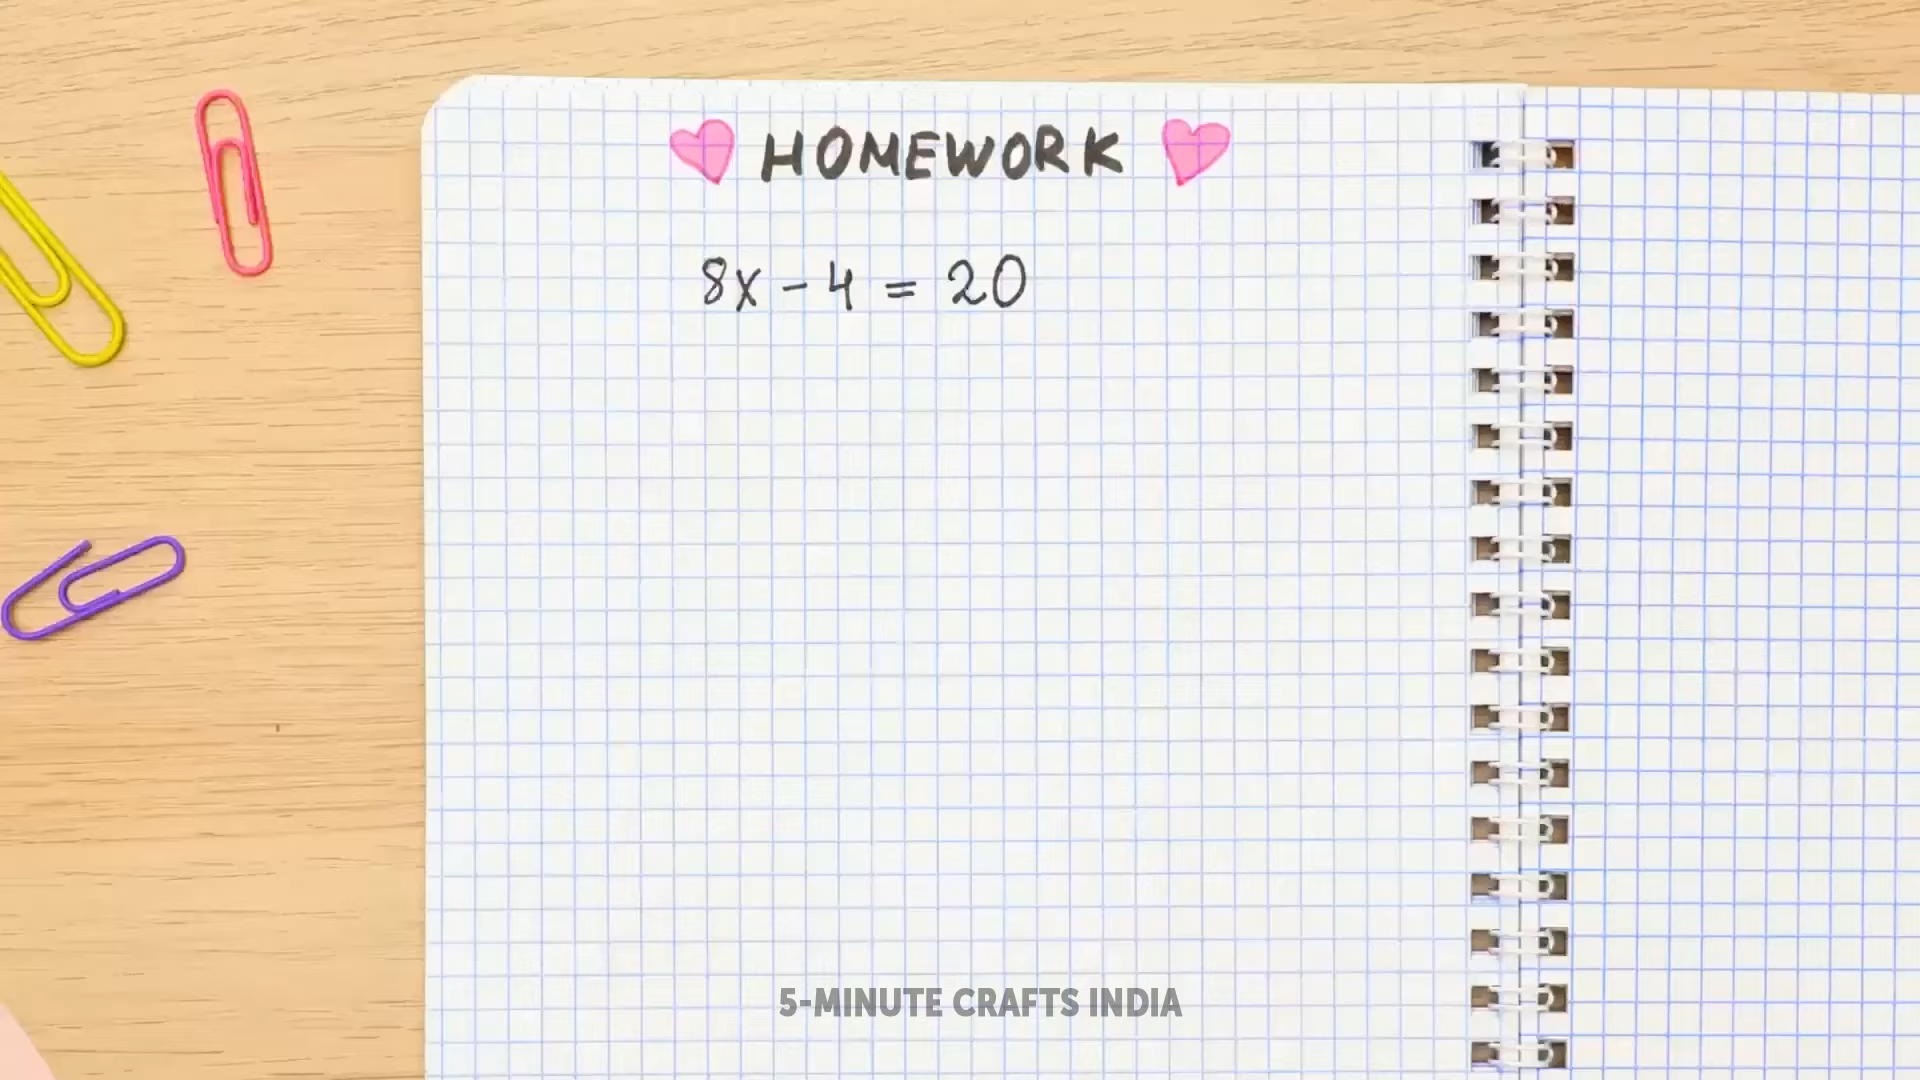 HOMEWORK
8x - 4 = 20
5-MINUTE CRAFTS INDIA